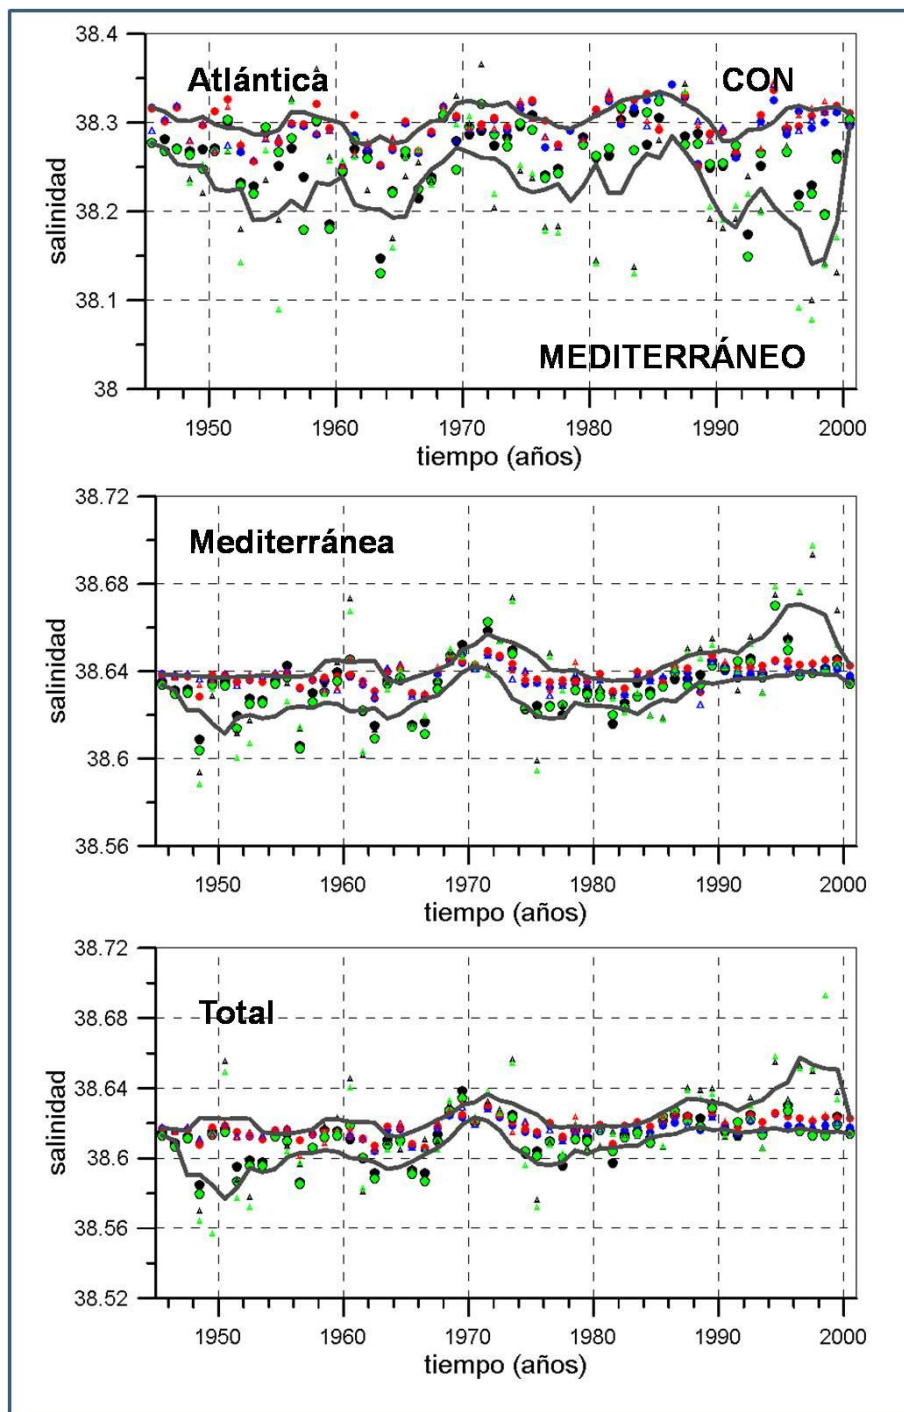 38.4
Atlántica CON
38.3
salinidad
38.2
38.1
MEDITERRÁNEO
38
1950 1960 1970 1980 1990 2000
tiempo (años)
38.72
Mediterránea
38.68
salinidad
38.64
38.6
38.56
1950 1960 1970 1980 1990 2000
tiempo (años)
38.72
Total
38.68
38.64
salinidad
38.6
38.56
38.52
1950 1960 1970 1980 1990 2000
tiempo (años)